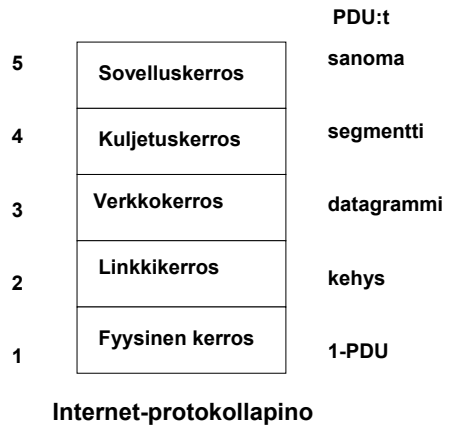 PDU:t
5 Sovelluskerros sanoma
4 Kuljetuskerros segmentti
3 Verkkokerros datagrammi
2 Linkkikerros kehys
1 Fyysinen kerros 1-PDU
Internet-protokollapino